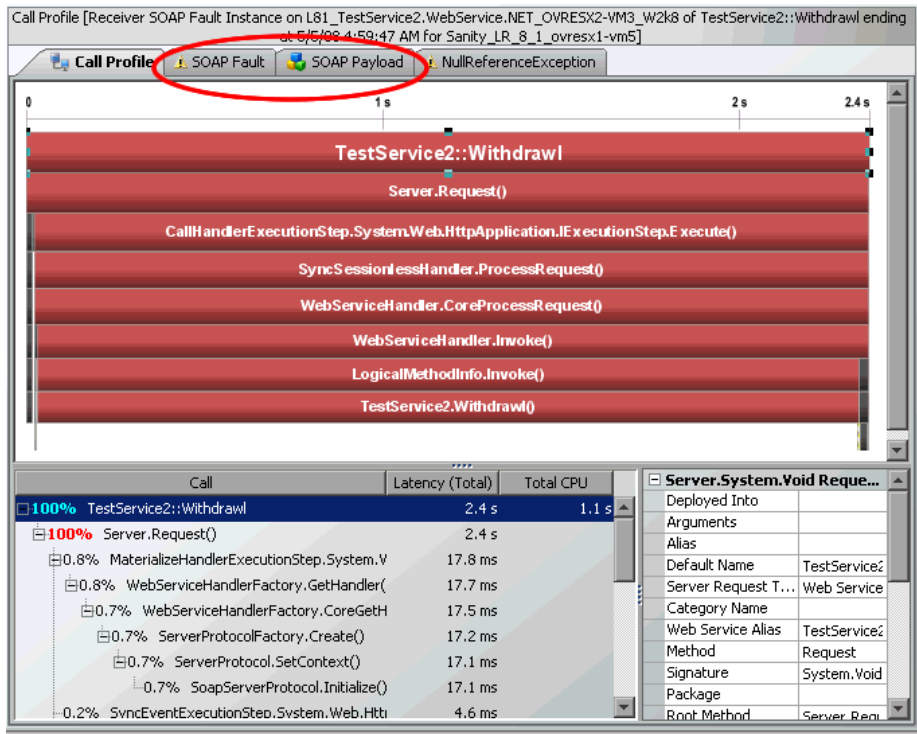 Call Profile [Receiver SOAP Fault Instance on L81_TestService2.WebService.NET_OVRESX2-VM3_W2k8 of TestService2::Withdrawl ending
at 5/5/08 4:59:47 AM for Sanity_LR_8_1_ovresx1-vm5]
Call Profile SOAP Fault SOAP Payload NullReferenceException
0 1 s 2 s 2.4 s
TestService2::Withdrawl
Server.Request()
CallHandlerExecutionStep.System.Web.HttpApplication.IExecutionStep.Execute()
SyncSessionlessHandler.ProcessRequest()
WebServiceHandler.CoreProcessRequest()
WebServiceHandler.Invoke()
LogicalMethodInfo.Invoke()
TestService2.Withdrawl()
Call Latency (Total) Total CPU
100% TestService2::Withdrawl 2.4 s 1.1 s
100% Server.Request() 2.4 s
0.8% MaterializeHandlerExecutionStep.System.V 17.8 ms
0.8% WebServiceHandlerFactory.GetHandler( 17.7 ms
0.7% WebServiceHandlerFactory.CoreGetH 17.5 ms
0.7% ServerProtocolFactory.Create() 17.2 ms
0.7% ServerProtocol.SetContext() 17.1 ms
0.7% SoapServerProtocol.Initialize() 17.1 ms
0.2% SyncEventExecutionStep.System.Web.Htt 4.6 ms
Server.System.Void Reque...
Deployed Into
Arguments
Alias
Default Name TestService2
Server Request T... Web Service
Category Name
Web Service Alias TestService2
Method Request
Signature System.Void
Package
Root Method Server.Requ